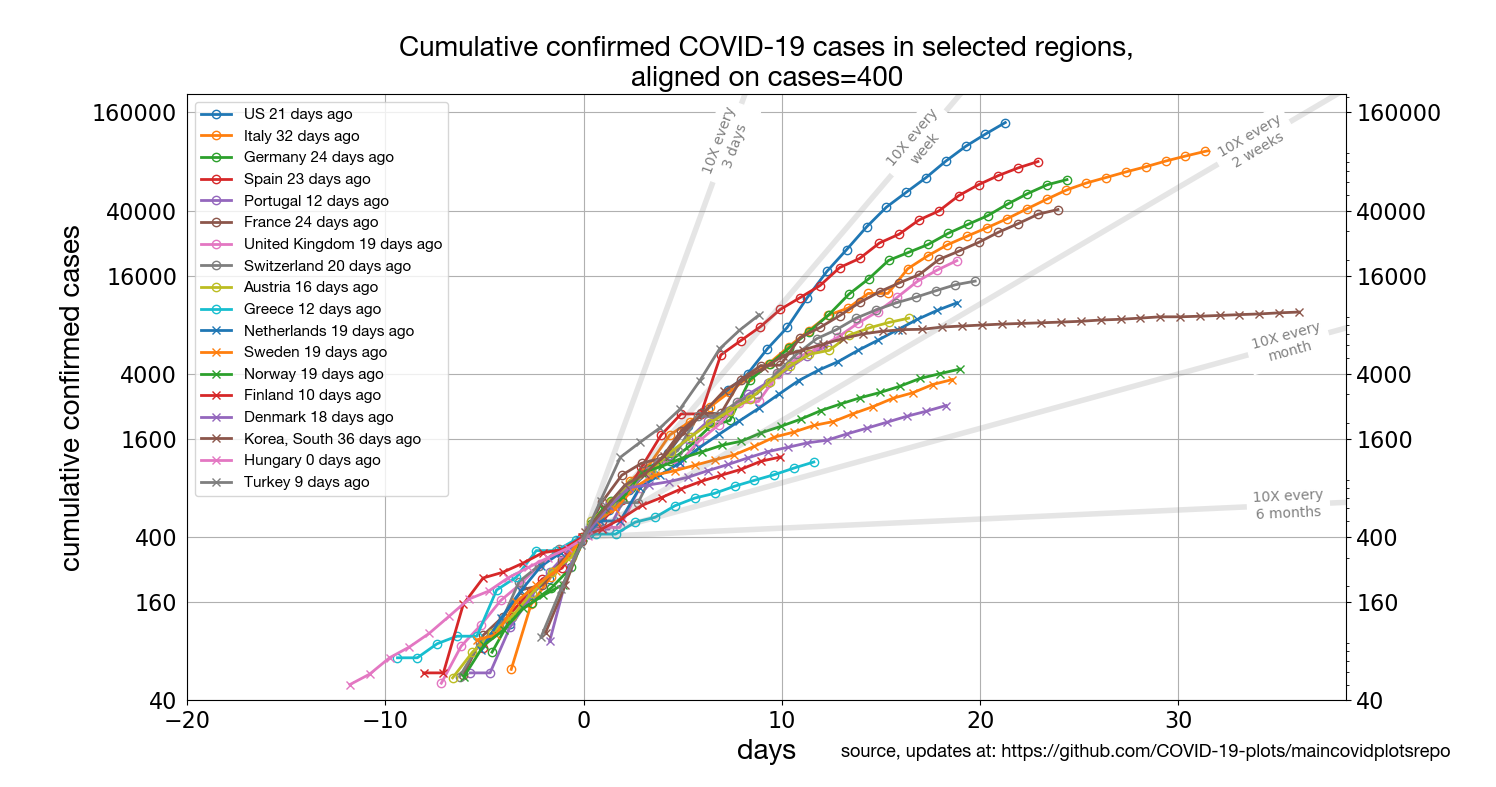 Cumulative confirmed COVID-19 cases in selected regions,
aligned on cases=400
cumulative confirmed cases
160000
40000
16000
4000
1600
400
160
40
US 21 days ago
Italy 32 days ago
Germany 24 days ago
Spain 23 days ago
Portugal 12 days ago
France 24 days ago
United Kingdom 19 days ago
Switzerland 20 days ago
Austria 16 days ago
Greece 12 days ago
Netherlands 19 days ago
Sweden 19 days ago
Norway 19 days ago
Finland 10 days ago
Denmark 18 days ago
Korea, South 36 days ago
Hungary 0 days ago
Turkey 9 days ago
10X every
3 days
10X every
week
10X every
2 weeks
10X every
month
10X every
6 months
160000
40000
16000
4000
1600
400
160
40
−20
−10
0
10
20
30
days
source, updates at: https://github.com/COVID-19-plots/maincovidplotsrepo